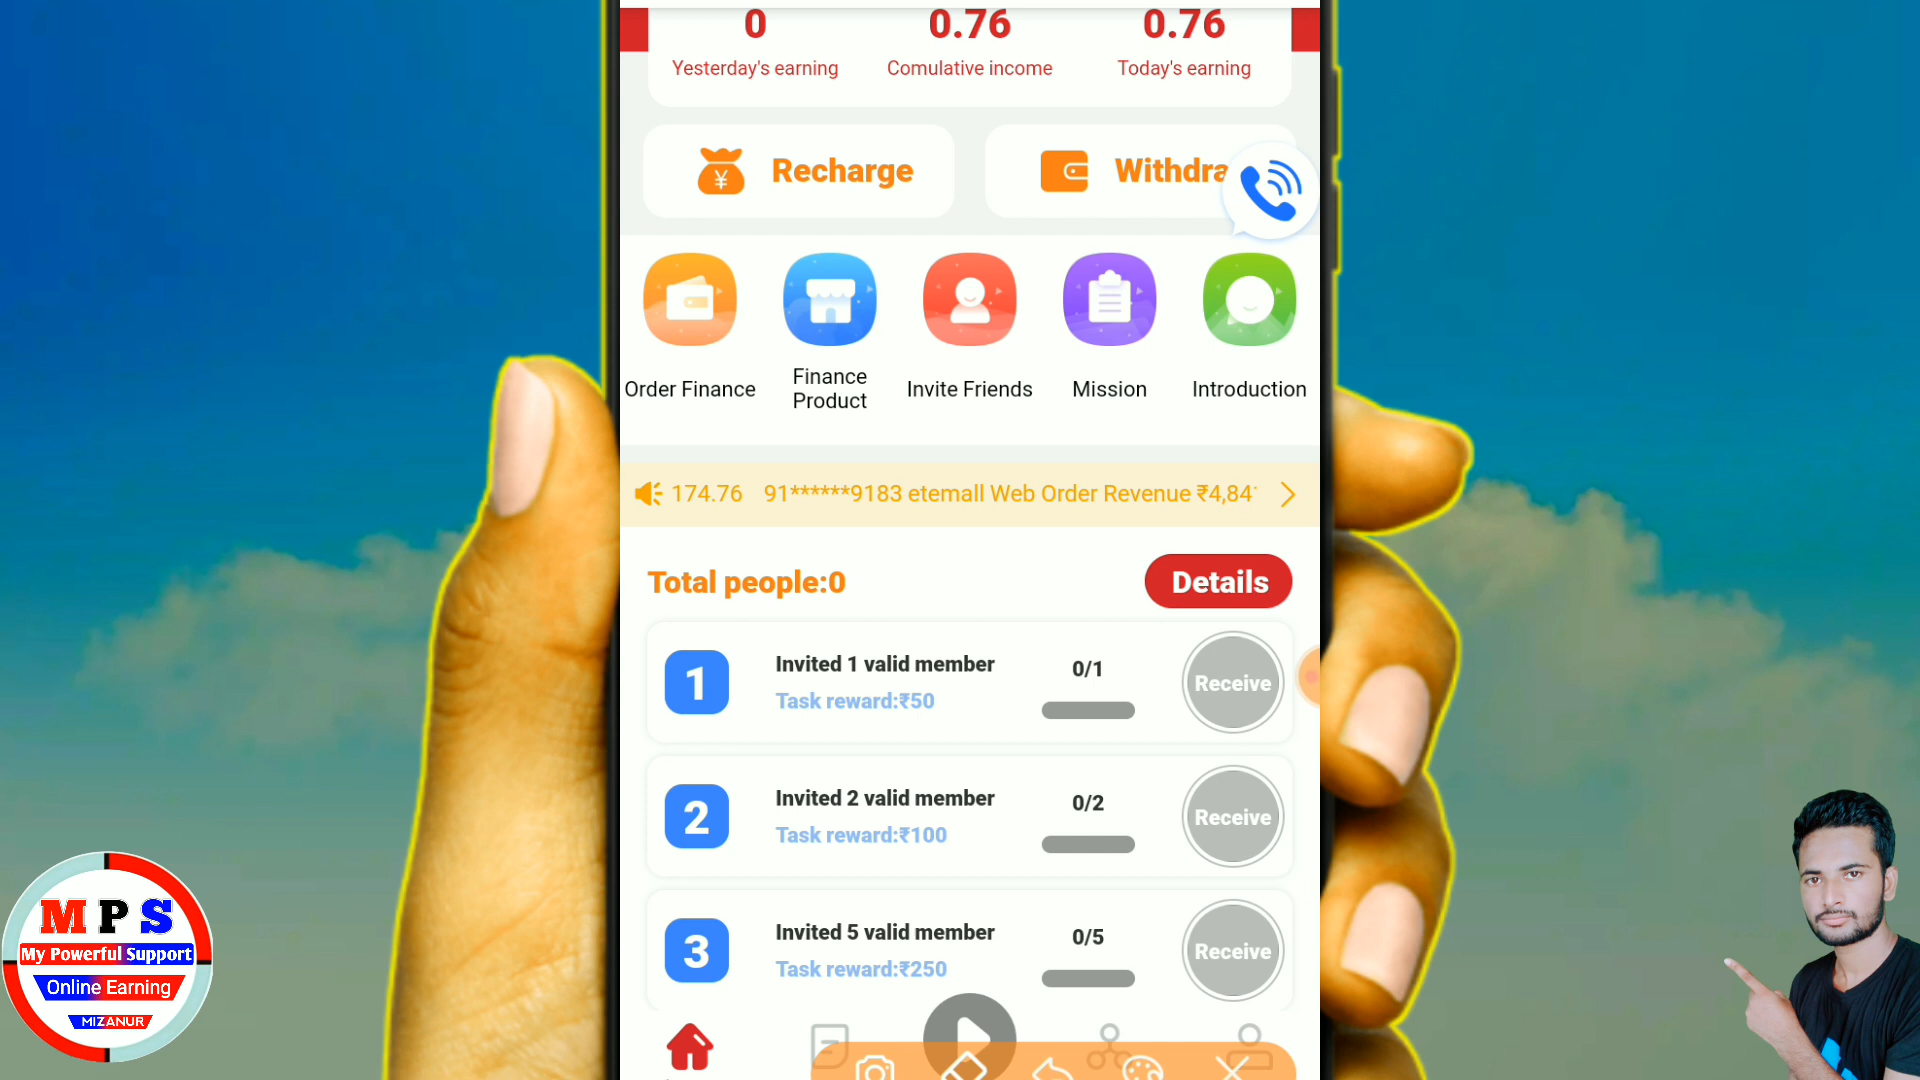 0 0.76 0.76
Yesterday's earning Comulative income Today's earning
¥ Recharge Withdra
Order Finance Finance Product Invite Friends Mission Introduction
174.76 91******9183 etemall Web Order Revenue ₹4,84
Total people:0 Details
1 Invited 1 valid member 0/1 Receive
Task reward:₹50
2 Invited 2 valid member 0/2 Receive
Task reward:₹100
3 Invited 5 valid member 0/5 Receive
Task reward:₹250
M P S
My Powerful Support
Online Earning
MIZANUR